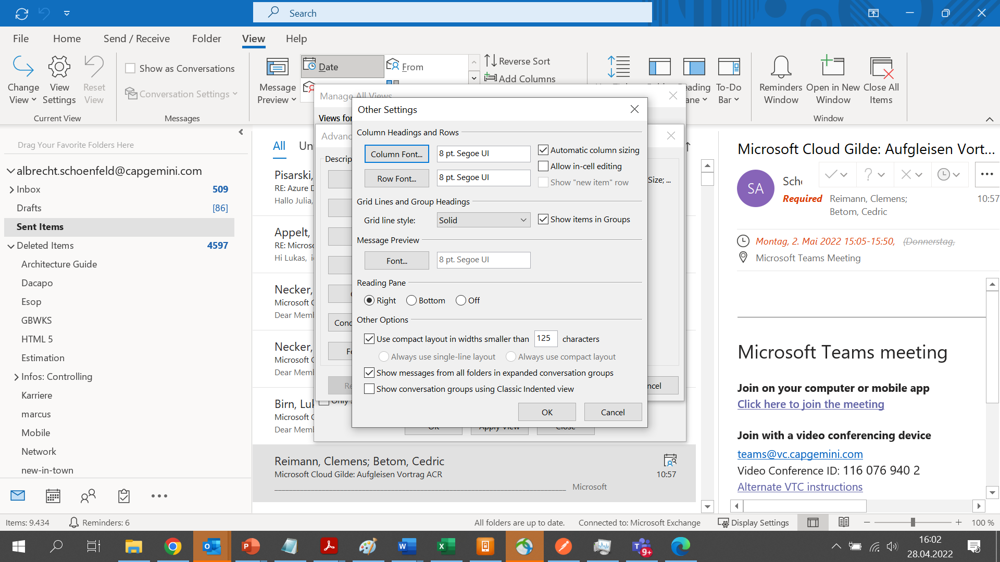 Search
File Home Send / Receive Folder View Help
Change View
View Settings
Reset View
Current View
Show as Conversations
Conversation Settings
Messages
Message Preview
Date
From
Reverse Sort
Add Columns
To-Do Bar
Reminders Window
Open in New Window
Close All Items
Window
Drag Your Favorite Folders Here
albrecht.schoenfeld@capgemini.com
Inbox 509
Drafts [86]
Sent Items
Deleted Items 4597
Architecture Guide
Dacapo
Esop
GBWKS
HTML 5
Estimation
Infos: Controlling
Karriere
marcus
Mobile
Network
new-in-town
All Un
Pisarski,
RE: Azure D
Hallo Julia,
Appelt,
RE: Microso
Hi Lukas, i
Necker,
Microsoft C
Dear Memb
Necker,
Microsoft C
Dear Memb
Birn, Luk
Microsoft C
Dear Memb
Reimann, Clemens; Betom, Cedric
Microsoft Cloud Gilde: Aufgleisen Vortrag ACR 10:57
Microsoft
Manage All Views
Views for
Advanc
Descrip
Size; ...
Cond
Fo
Re
ncel
Only
OK Apply View Close
Other Settings
Column Headings and Rows
Column Font... 8 pt. Segoe UI
Automatic column sizing
Allow in-cell editing
Row Font... 8 pt. Segoe UI
Show "new item" row
Grid Lines and Group Headings
Grid line style: Solid
Show items in Groups
Message Preview
Font... 8 pt. Segoe UI
Reading Pane
Right Bottom Off
Other Options
Use compact layout in widths smaller than 125 characters
Always use single-line layout Always use compact layout
Show messages from all folders in expanded conversation groups
Show conversation groups using Classic Indented view
OK Cancel
Microsoft Cloud Gilde: Aufgleisen Vort...
SA
Scho
Required Reimann, Clemens; 10:57
Betom, Cedric
Montag, 2. Mai 2022 15:05-15:50, (Donnerstag,
Microsoft Teams Meeting
Microsoft Teams meeting
Join on your computer or mobile app
Click here to join the meeting
Join with a video conferencing device
teams@vc.capgemini.com
Video Conference ID: 116 076 940 2
Alternate VTC instructions
Items: 9.434 Reminders: 6 All folders are up to date. Connected to: Microsoft Exchange Display Settings 100 %
9+
16:02
28.04.2022